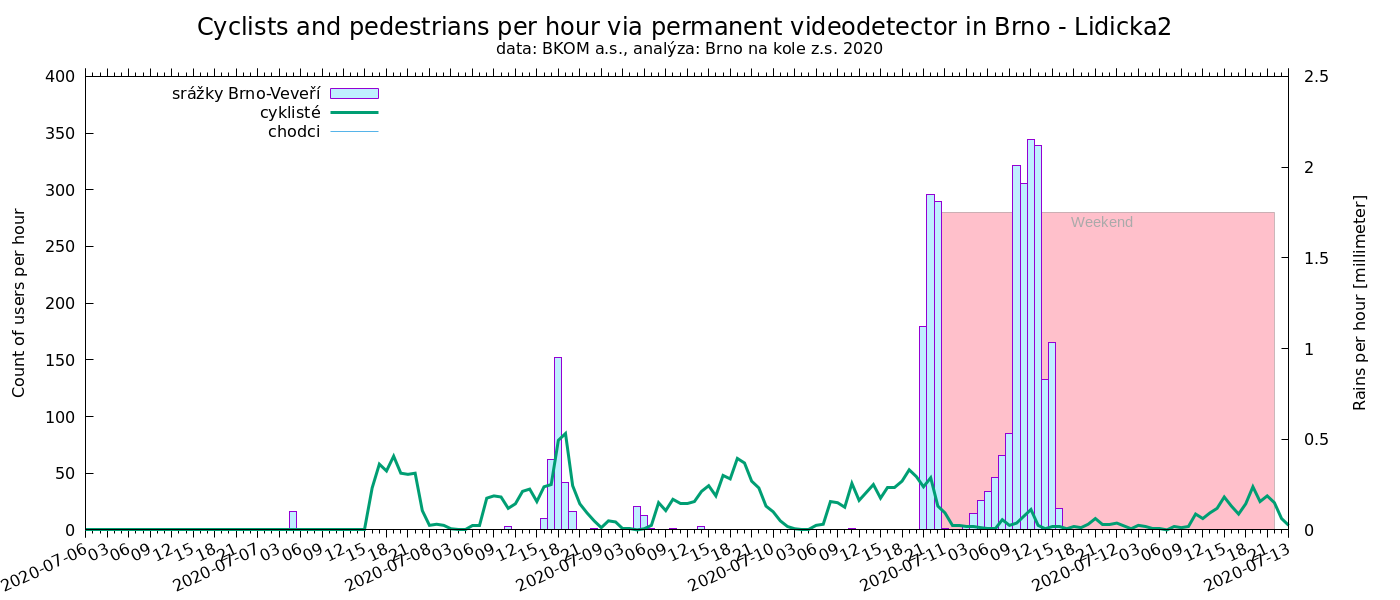 Cyclists and pedestrians per hour via permanent videodetector in Brno - Lidicka2
data: BKOM a.s., analýza: Brno na kole z.s. 2020
400
350
300
250
200
150
100
50
0
Count of users per hour
srážky Brno-Veveří
cyklisté
chodci
Weekend
2.5
2
1.5
1
0.5
0
Rains per hour [millimeter]
2020-07-06 03 06 09 12 15 18 21 2020-07-07 03 06 09 12 15 18 21 2020-07-08 03 06 09 12 15 18 21 2020-07-09 03 06 09 12 15 18 21 2020-07-10 03 06 09 12 15 18 21 2020-07-11 03 06 09 12 15 18 21 2020-07-12 03 06 09 12 15 18 21 2020-07-13